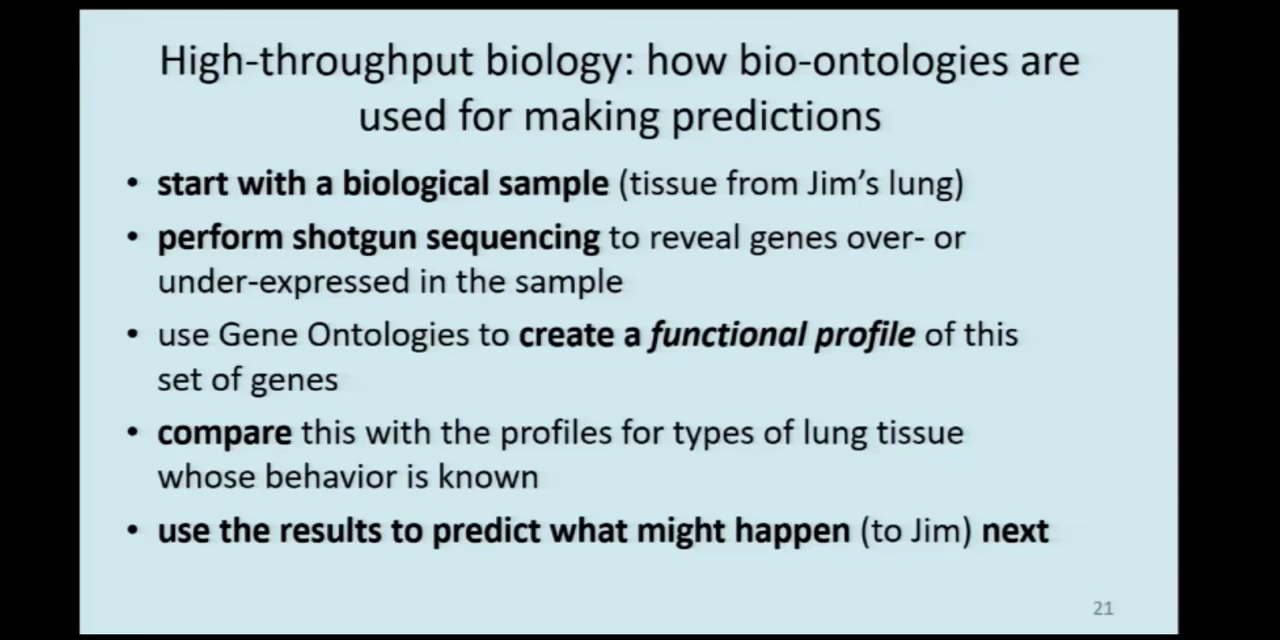 High-throughput biology: how bio-ontologies are
used for making predictions
• start with a biological sample (tissue from Jim’s lung)
• perform shotgun sequencing to reveal genes over- or
under-expressed in the sample
• use Gene Ontologies to create a functional profile of this
set of genes
• compare this with the profiles for types of lung tissue
whose behavior is known
• use the results to predict what might happen (to Jim) next
21